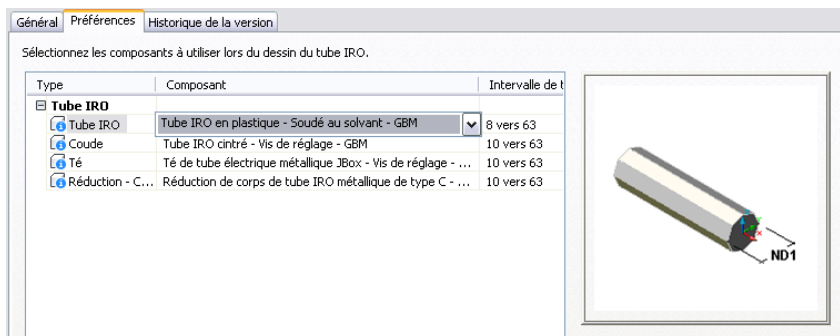 Général Préférences Historique de la version
Sélectionnez les composants à utiliser lors du dessin du tube IRO.
Type Composant Intervalle de t
Tube IRO
Tube IRO Tube IRO en plastique - Soudé au solvant - GBM 8 vers 63
Coude Tube IRO cintré - Vis de réglage - GBM 10 vers 63
Té Té de tube électrique métallique JBox - Vis de réglage - ... 10 vers 63
Réduction - C... Réduction de corps de tube IRO métallique de type C - ... 10 vers 63
ND1